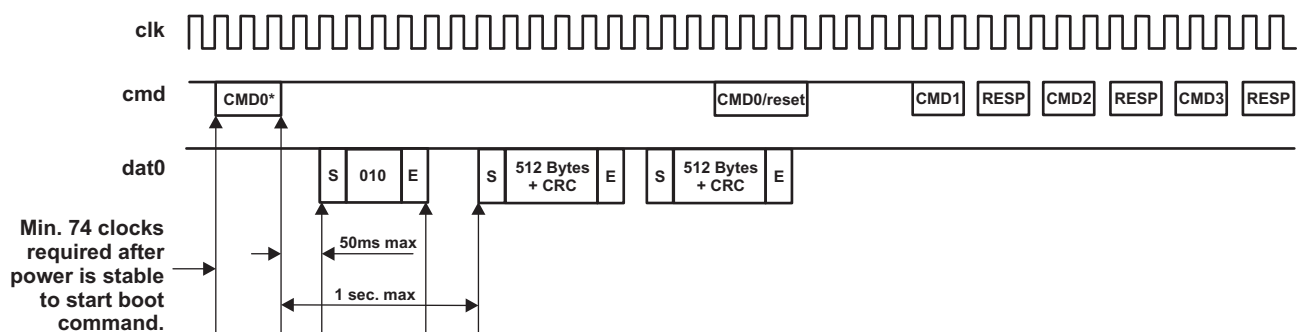 clk
cmd
CMD0*
CMD0/reset
CMD1
RESP
CMD2
RESP
CMD3
RESP
dat0
S
010
E
S
512 Bytes
+ CRC
E
S
512 Bytes
+ CRC
E
Min. 74 clocks
required after
power is stable
to start boot
command.
50ms max
1 sec. max